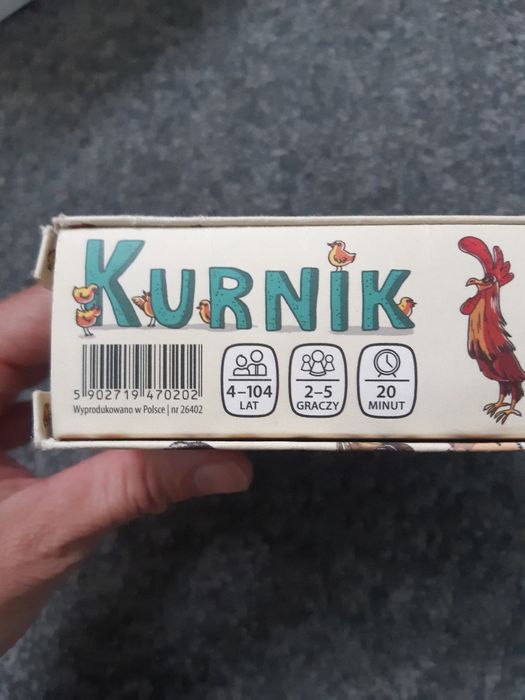 KURNIK
5 902719 470202
Wyprodukowano w Polsce | nr 26402
4–104
LAT
2–5
GRACZY
20
MINUT